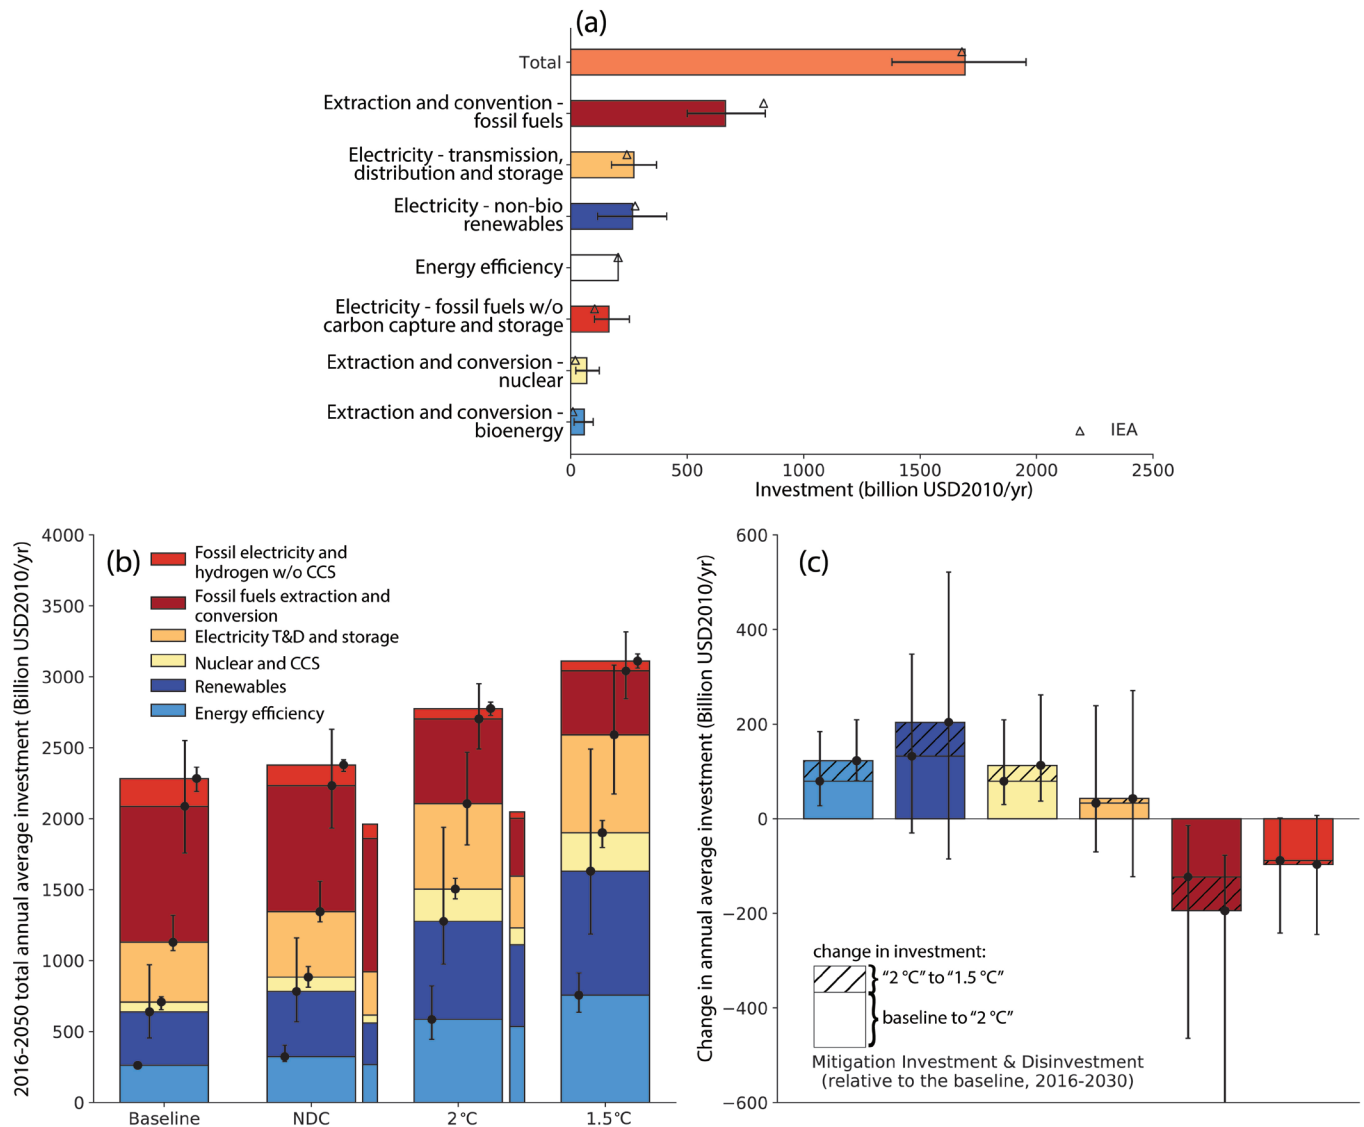 (a)
Total
Extraction and convention -
fossil fuels
Electricity - transmission,
distribution and storage
Electricity - non-bio
renewables
Energy efficiency
Electricity - fossil fuels w/o
carbon capture and storage
Extraction and conversion -
nuclear
Extraction and conversion -
bioenergy
IEA
0 500 1000 1500 2000 2500
Investment (billion USD2010/yr)
(b)
2016-2050 total annual average investment (Billion USD2010/yr)
4000
3500
3000
2500
2000
1500
1000
500
0
Fossil electricity and
hydrogen w/o CCS
Fossil fuels extraction and
conversion
Electricity T&D and storage
Nuclear and CCS
Renewables
Energy efficiency
Baseline NDC 2°C 1.5°C
(c)
Change in annual average investment (Billion USD2010/yr)
600
400
200
0
−200
−400
−600
change in investment:
“2 °C” to “1.5 °C”
baseline to “2 °C”
Mitigation Investment & Disinvestment
(relative to the baseline, 2016-2030)